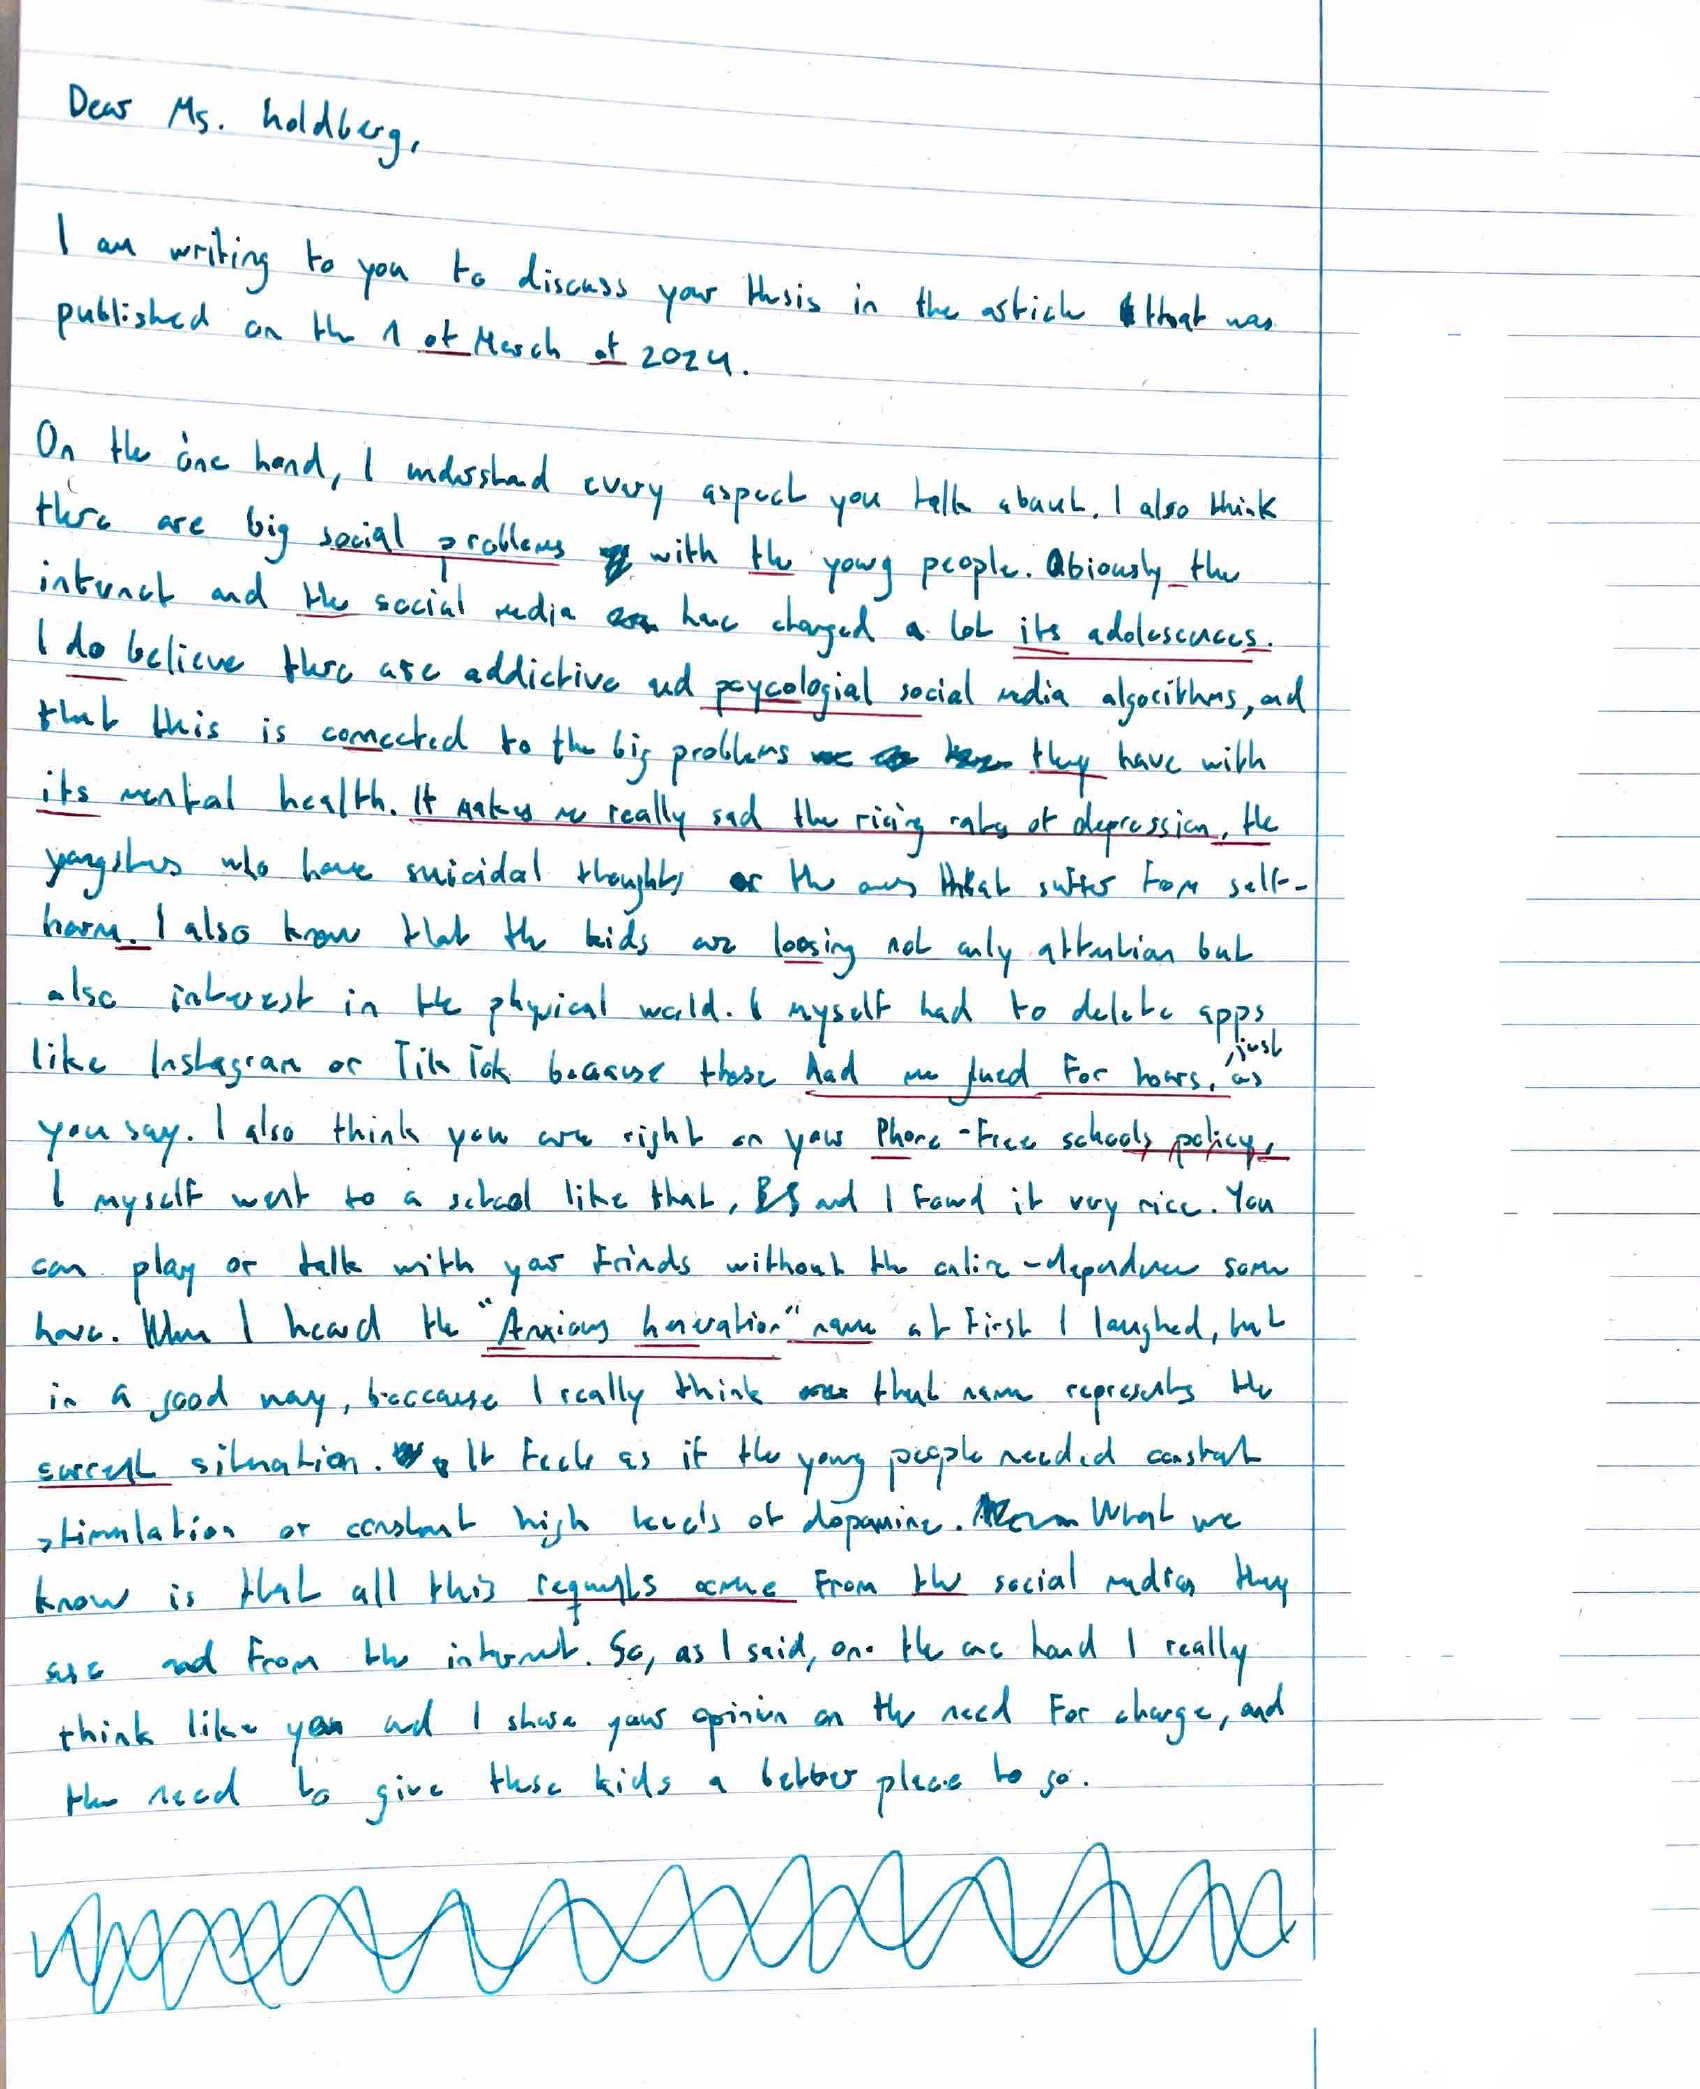 Dear Ms. Goldberg,
I am writing to you to discuss your thesis in the article that was
published on the 1 of March of 2024.
On the one hand, I understand every aspect you talk about. I also think
there are big social problems with the young people. Obiously the
internet and the social media have changed a lot its adolescences.
I do believe there are addictive and psycologial social media algorithms, and
that this is connected to the big problems they have with
its mental health. It makes me really sad the rising rates of depression, the
yongsters who have suicidal thoughts or the ones that suffer from self-
harm. I also know that the kids are loosing not only attention but
also interest in the physical world. I myself had to delete apps
like Instagram or TikTok because those had me glued for hours, just as
you say. I also think you are right on your Phone-Free schools policy,
I myself went to a school like that, and I found it very nice. You
can play or talk with your frinds without the online-dependence some
have. When I heard the "Anxious Generation" name at first I laughed, but
in a good way, beccause I really think that name represents the
current situation. It feels as if the young people needed constant
stimulation or constant high levels of dopamine. What we
know is that all this come from the social medias they
use and from the internet. So, as I said, on the one hand I really
think like you and I share your opinion on the need for change, and
the need to give these kids a better place to go.